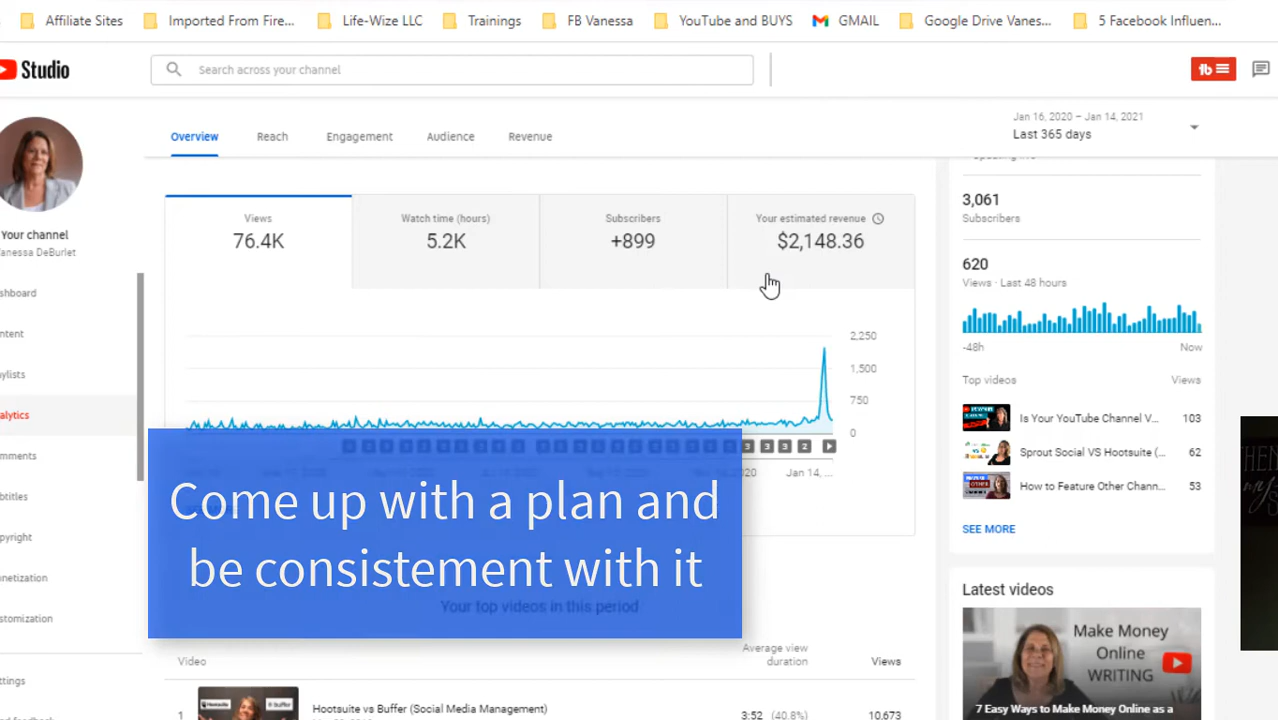 Affiliate Sites
Imported From Fire...
Life-Wize LLC
Trainings
FB Vanessa
YouTube and BUYS
GMAIL
Google Drive Vanes...
5 Facebook Influen...
Studio
Search across your channel
Your channel
anessa DeBurlet
shboard
ntent
ylists
alytics
mments
btitles
pyright
netization
stomization
ttings
Overview
Reach
Engagement
Audience
Revenue
Jan 16, 2020 – Jan 14, 2021
Last 365 days
Views
76.4K
Watch time (hours)
5.2K
Subscribers
+899
Your estimated revenue
$2,148.36
2,250
1,500
750
0
3
3
3
2
Jan 14, ...
Come up with a plan and
be consistement with it
Your top videos in this period
Video
Average view
duration
Views
1
Hootsuite vs Buffer (Social Media Management)
3:52 (40.8%)
10,673
3,061
Subscribers
620
Views · Last 48 hours
-48h
Now
Top videos
Views
Is Your YouTube Channel V...
103
Sprout Social VS Hootsuite (...
62
How to Feature Other Chann...
53
SEE MORE
Latest videos
Make Money
Online
WRITING
7 Easy Ways to Make Money Online as a